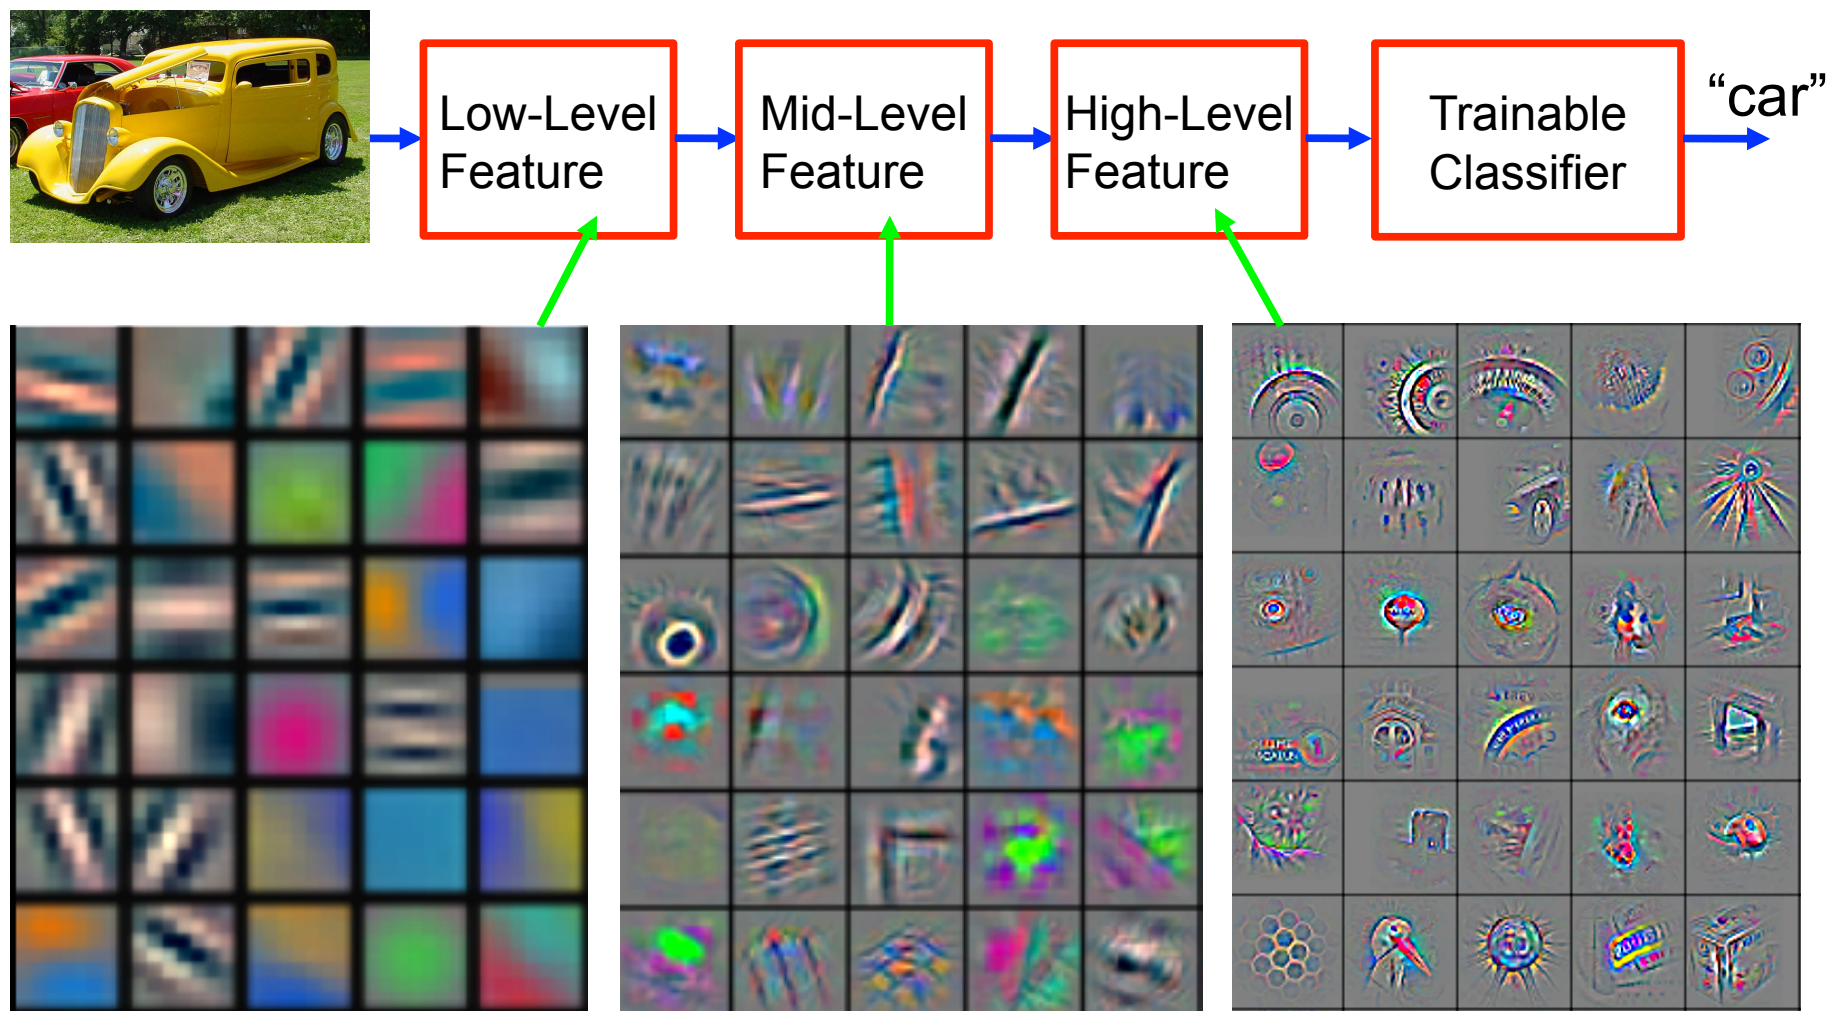 Low-Level
Feature
Mid-Level
Feature
High-Level
Feature
Trainable
Classifier
“car”